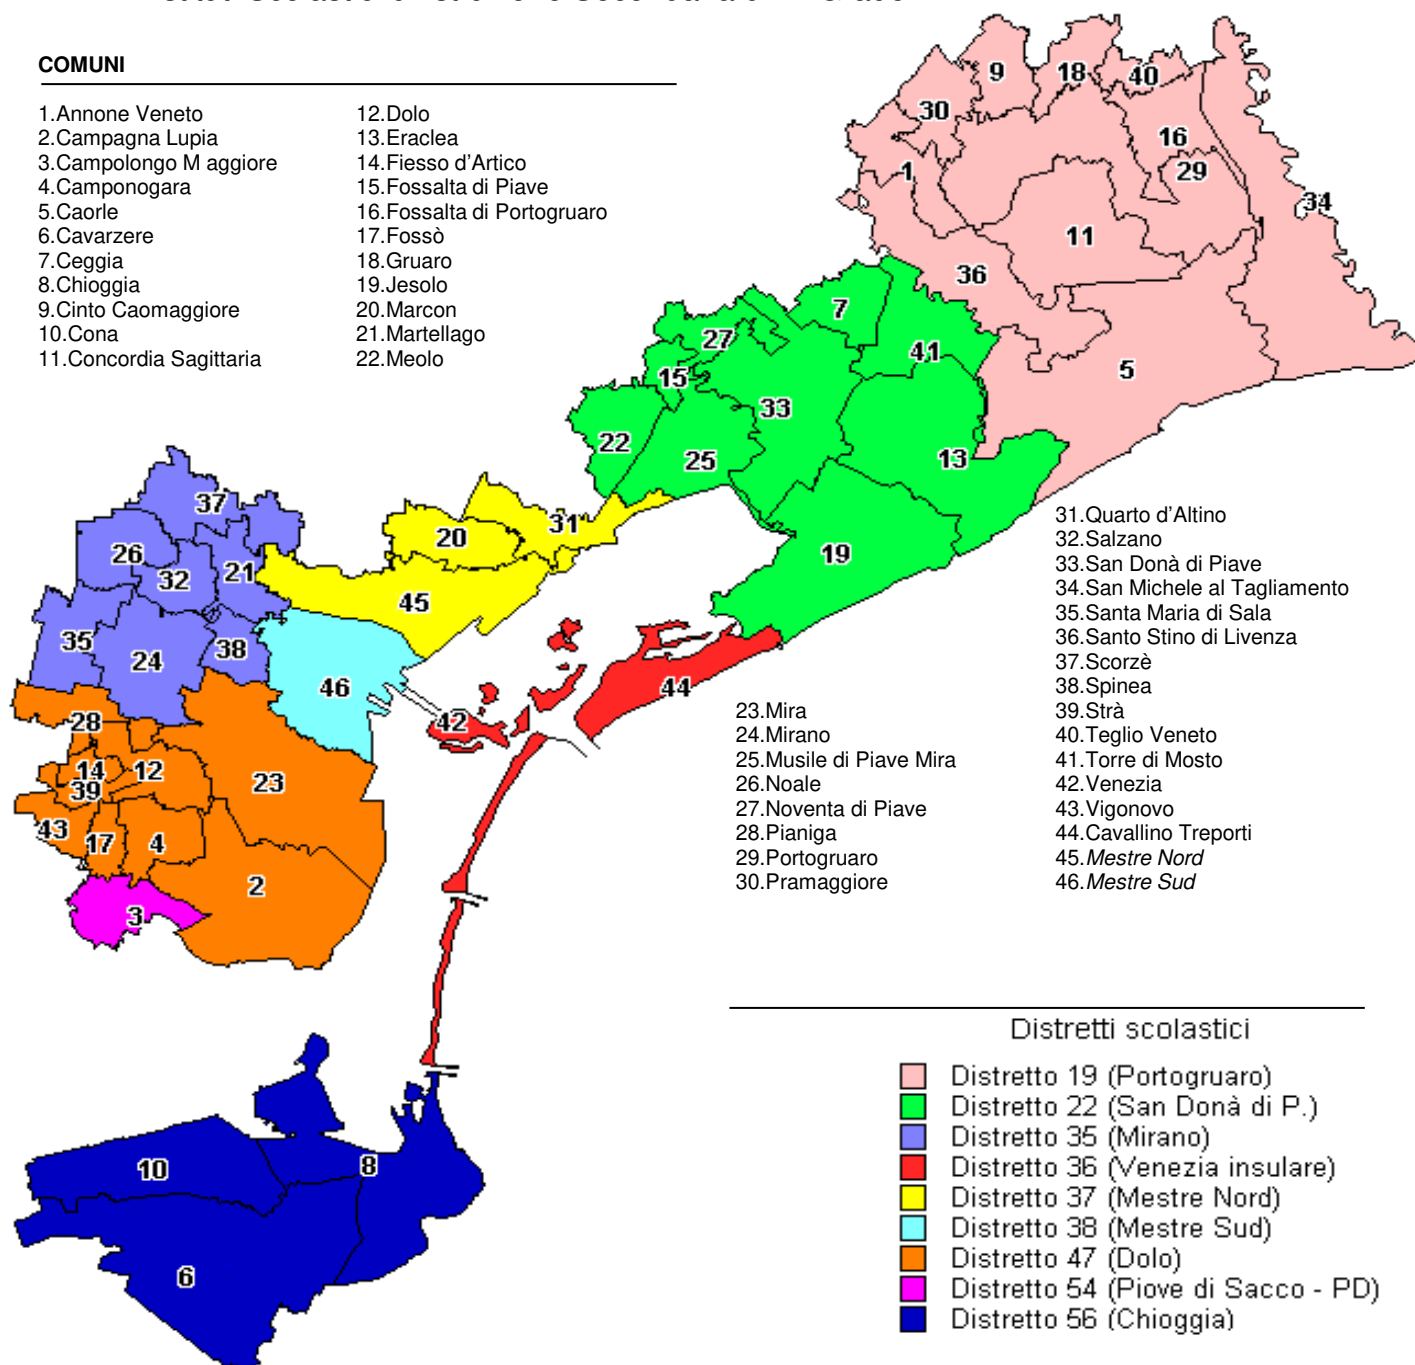 COMUNI
1.Annone Veneto
2.Campagna Lupia
3.Campolongo M aggiore
4.Camponogara
5.Caorle
6.Cavarzere
7.Ceggia
8.Chioggia
9.Cinto Caomaggiore
10.Cona
11.Concordia Sagittaria
12.Dolo
13.Eraclea
14.Fiesso d'Artico
15.Fossalta di Piave
16.Fossalta di Portogruaro
17.Fossò
18.Gruaro
19.Jesolo
20.Marcon
21.Martellago
22.Meolo
9
18
40
30
16
1
29
34
11
36
7
27
41
15
5
33
22
25
13
37
20
31
26
32
21
19
45
35
24
38
46
44
42
28
14
12
39
23
43
17
4
2
3
10
8
6
23.Mira
24.Mirano
25.Musile di Piave Mira
26.Noale
27.Noventa di Piave
28.Pianiga
29.Portogruaro
30.Pramaggiore
31.Quarto d'Altino
32.Salzano
33.San Donà di Piave
34.San Michele al Tagliamento
35.Santa Maria di Sala
36.Santo Stino di Livenza
37.Scorzè
38.Spinea
39.Strà
40.Teglio Veneto
41.Torre di Mosto
42.Venezia
43.Vigonovo
44.Cavallino Treporti
45.Mestre Nord
46.Mestre Sud
Distretti scolastici
Distretto 19 (Portogruaro)
Distretto 22 (San Donà di P.)
Distretto 35 (Mirano)
Distretto 36 (Venezia insulare)
Distretto 37 (Mestre Nord)
Distretto 38 (Mestre Sud)
Distretto 47 (Dolo)
Distretto 54 (Piove di Sacco - PD)
Distretto 56 (Chioggia)